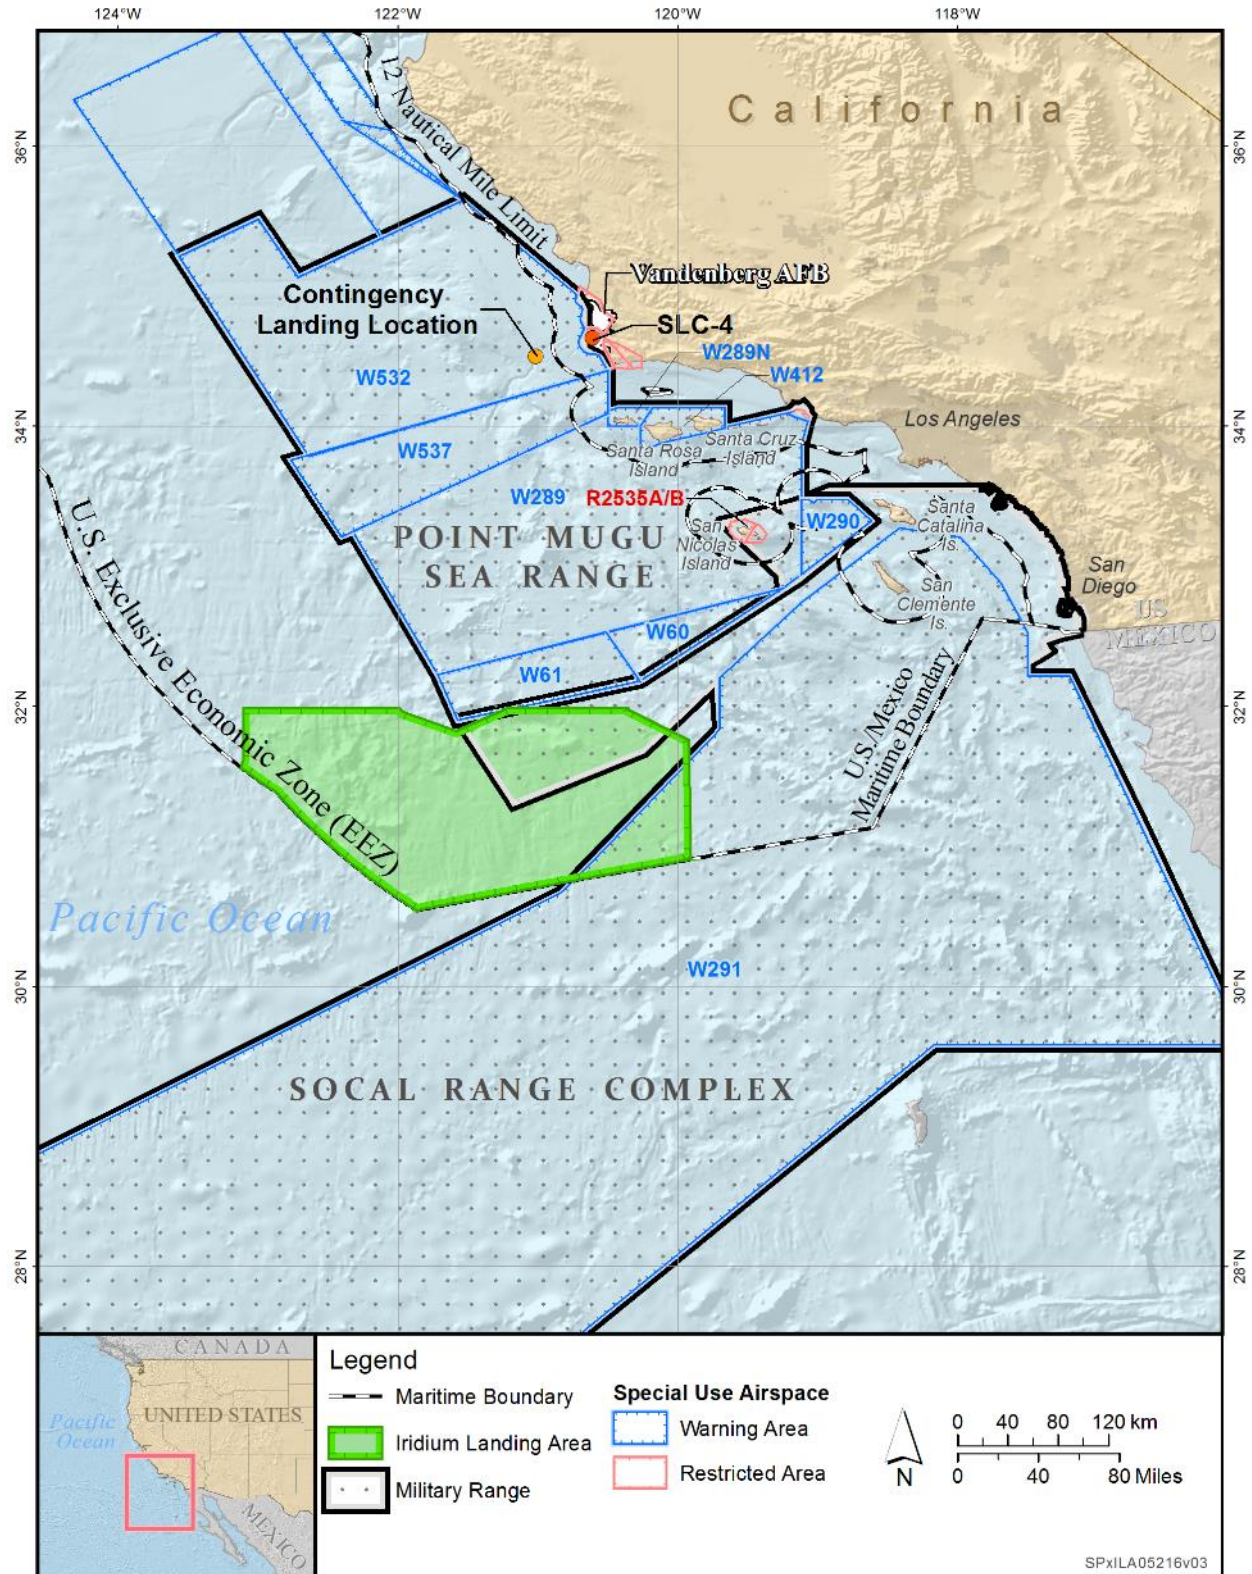 124°W
122°W
120°W
118°W
36°N
36°N
34°N
34°N
32°N
32°N
30°N
30°N
28°N
28°N
California
12 Nautical Mile Limit
Vandenberg AFB
Contingency
Landing Location
SLC-4
W289N
W532
W412
Los Angeles
W537
Santa Rosa
Island
Santa Cruz
Island
W289
R2535A/B
W290
Santa
Catalina
Is.
POINT MUGU
SEA RANGE
San
Nicolas
Island
San
Clemente
Is.
San
Diego
US
MEXICO
W60
W61
U.S. Exclusive Economic Zone (EEZ)
U.S./Mexico
Maritime Boundary
Pacific Ocean
W291
SOCAL RANGE COMPLEX
CANADA
UNITED STATES
Pacific
Ocean
MEXICO
Legend
Maritime Boundary
Iridium Landing Area
Military Range
Special Use Airspace
Warning Area
Restricted Area
N
0 40 80 120 km
0 40 80 Miles
SPxILA05216v03